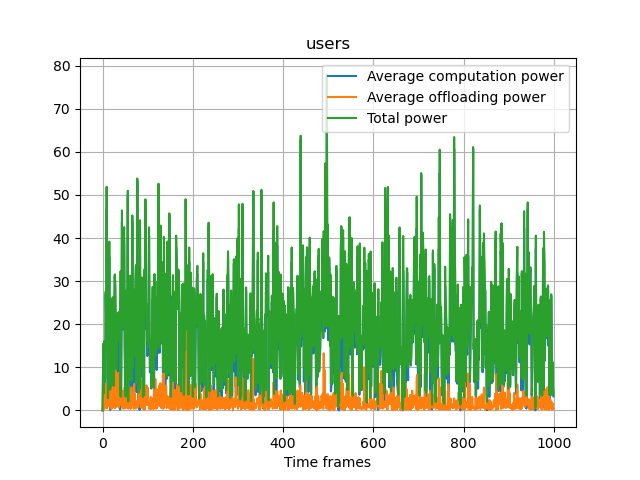 users
Average computation power
Average offloading power
Total power
80
70
60
50
40
30
20
10
0
0 200 400 600 800 1000
Time frames